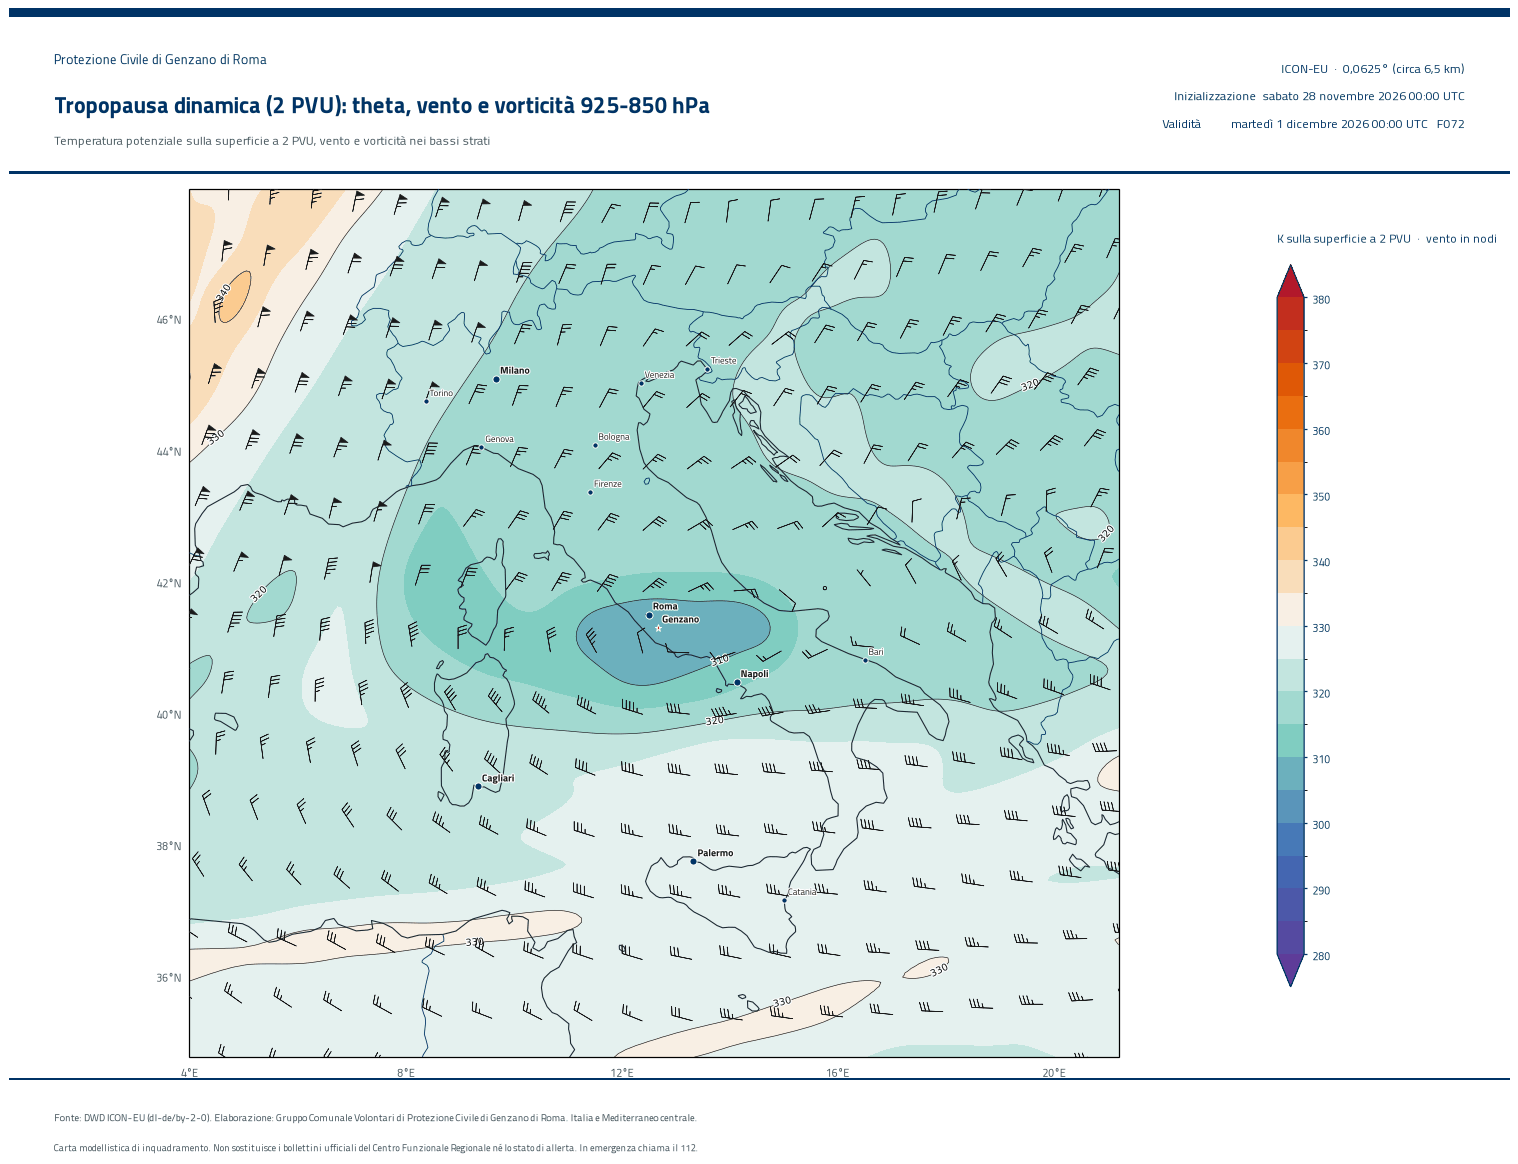 Protezione Civile di Genzano di Roma
Tropopausa dinamica (2 PVU): theta, vento e vorticità 925-850 hPa
Temperatura potenziale sulla superficie a 2 PVU, vento e vorticità nei bassi strati
ICON-EU · 0,0625° (circa 6,5 km)
Inizializzazione sabato 28 novembre 2026 00:00 UTC
Validità martedì 1 dicembre 2026 00:00 UTC F072
K sulla superficie a 2 PVU · vento in nodi
380
370
360
350
340
330
320
310
300
290
280
46°N
44°N
42°N
40°N
38°N
36°N
4°E
8°E
12°E
16°E
20°E
340
330
320
320
320
310
320
330
330
330
Milano
Torino
Venezia
Trieste
Genova
Bologna
Firenze
Roma
Genzano
Napoli
Bari
Cagliari
Palermo
Catania
Fonte: DWD ICON-EU (dl-de/by-2-0). Elaborazione: Gruppo Comunale Volontari di Protezione Civile di Genzano di Roma. Italia e Mediterraneo centrale.
Carta modellistica di inquadramento. Non sostituisce i bollettini ufficiali del Centro Funzionale Regionale né lo stato di allerta. In emergenza chiama il 112.